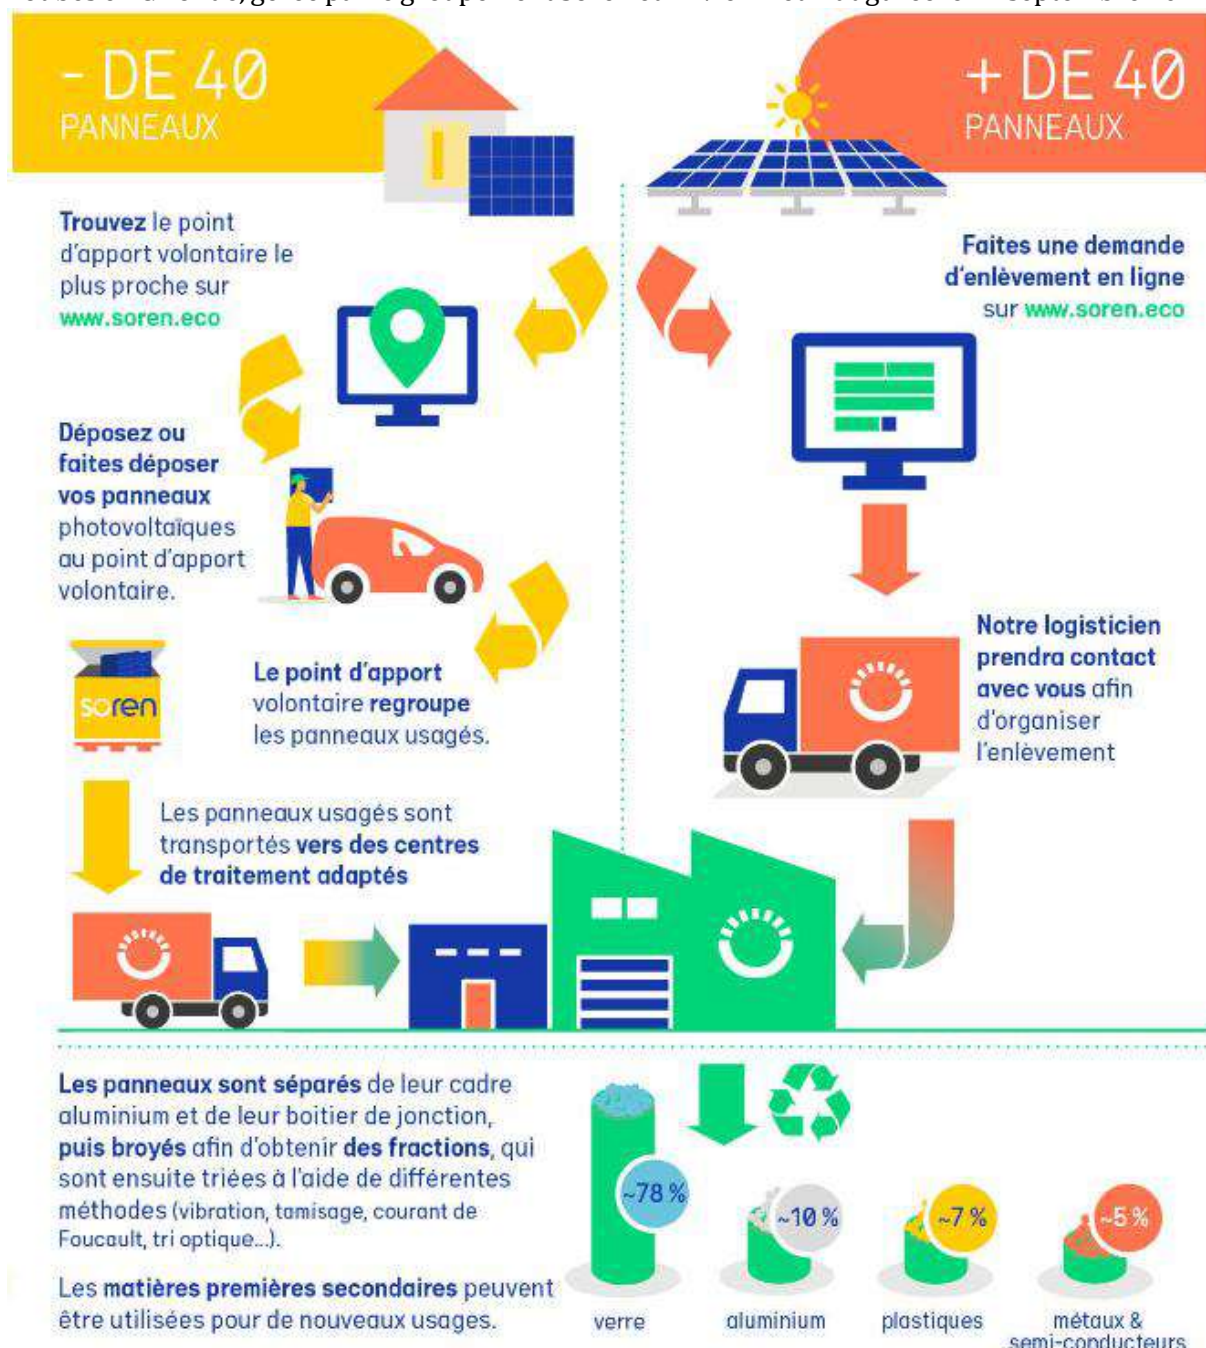 - DE 40
PANNEAUX
+ DE 40
PANNEAUX
Trouvez le point
d'apport volontaire le
plus proche sur
www.soren.eco
Faites une demande
d'enlèvement en ligne
sur www.soren.eco
Déposez ou
faites déposer
vos panneaux
photovoltaïques
au point d'apport
volontaire.
Notre logisticien
prendra contact
avec vous afin
d'organiser
l'enlèvement
soren
Le point d'apport
volontaire regroupe
les panneaux usagés.
Les panneaux usagés sont
transportés vers des centres
de traitement adaptés
Les panneaux sont séparés de leur cadre
aluminium et de leur boitier de jonction,
puis broyés afin d'obtenir des fractions, qui
sont ensuite triées à l'aide de différentes
méthodes (vibration, tamisage, courant de
Foucault, tri optique...).
Les matières premières secondaires peuvent
être utilisées pour de nouveaux usages.
~78 %
~10 %
~7 %
~5 %
verre
aluminium
plastiques
métaux &
semi-conducteurs